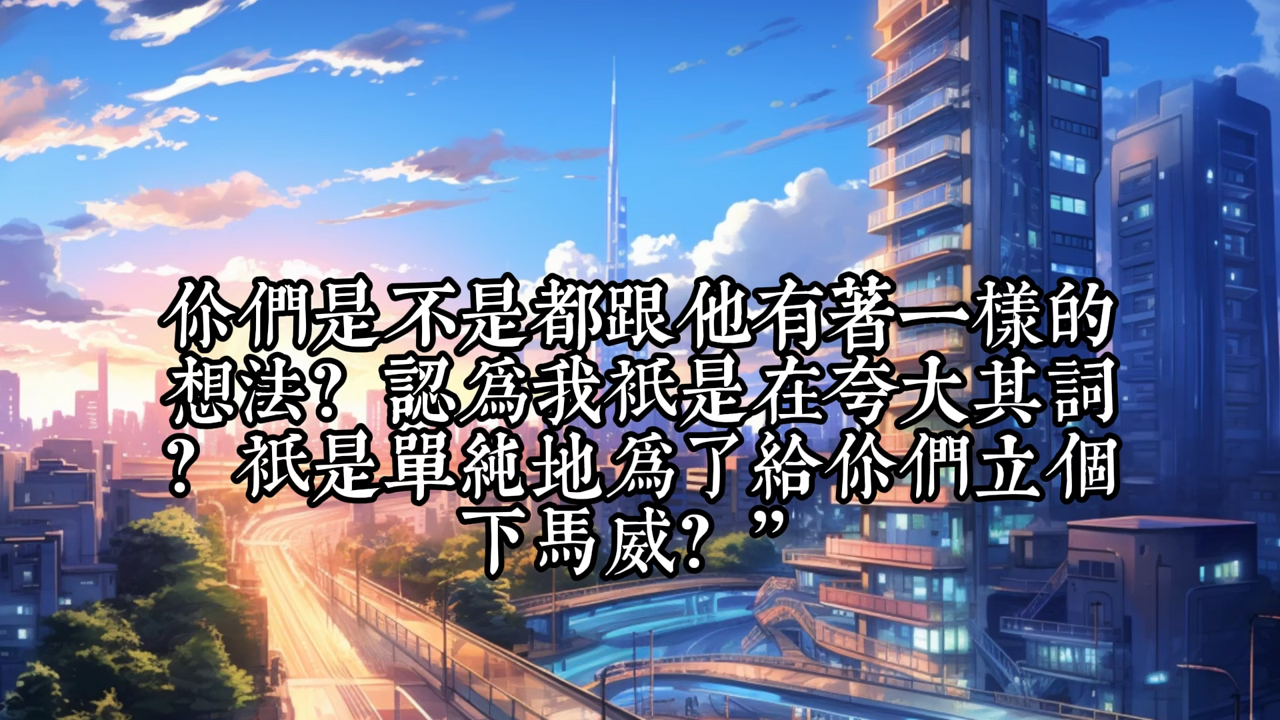 你們是不是都跟他有著一樣的
想法？認爲我衹是在夸大其詞
？衹是單純地爲了給你們立個
下馬威？”